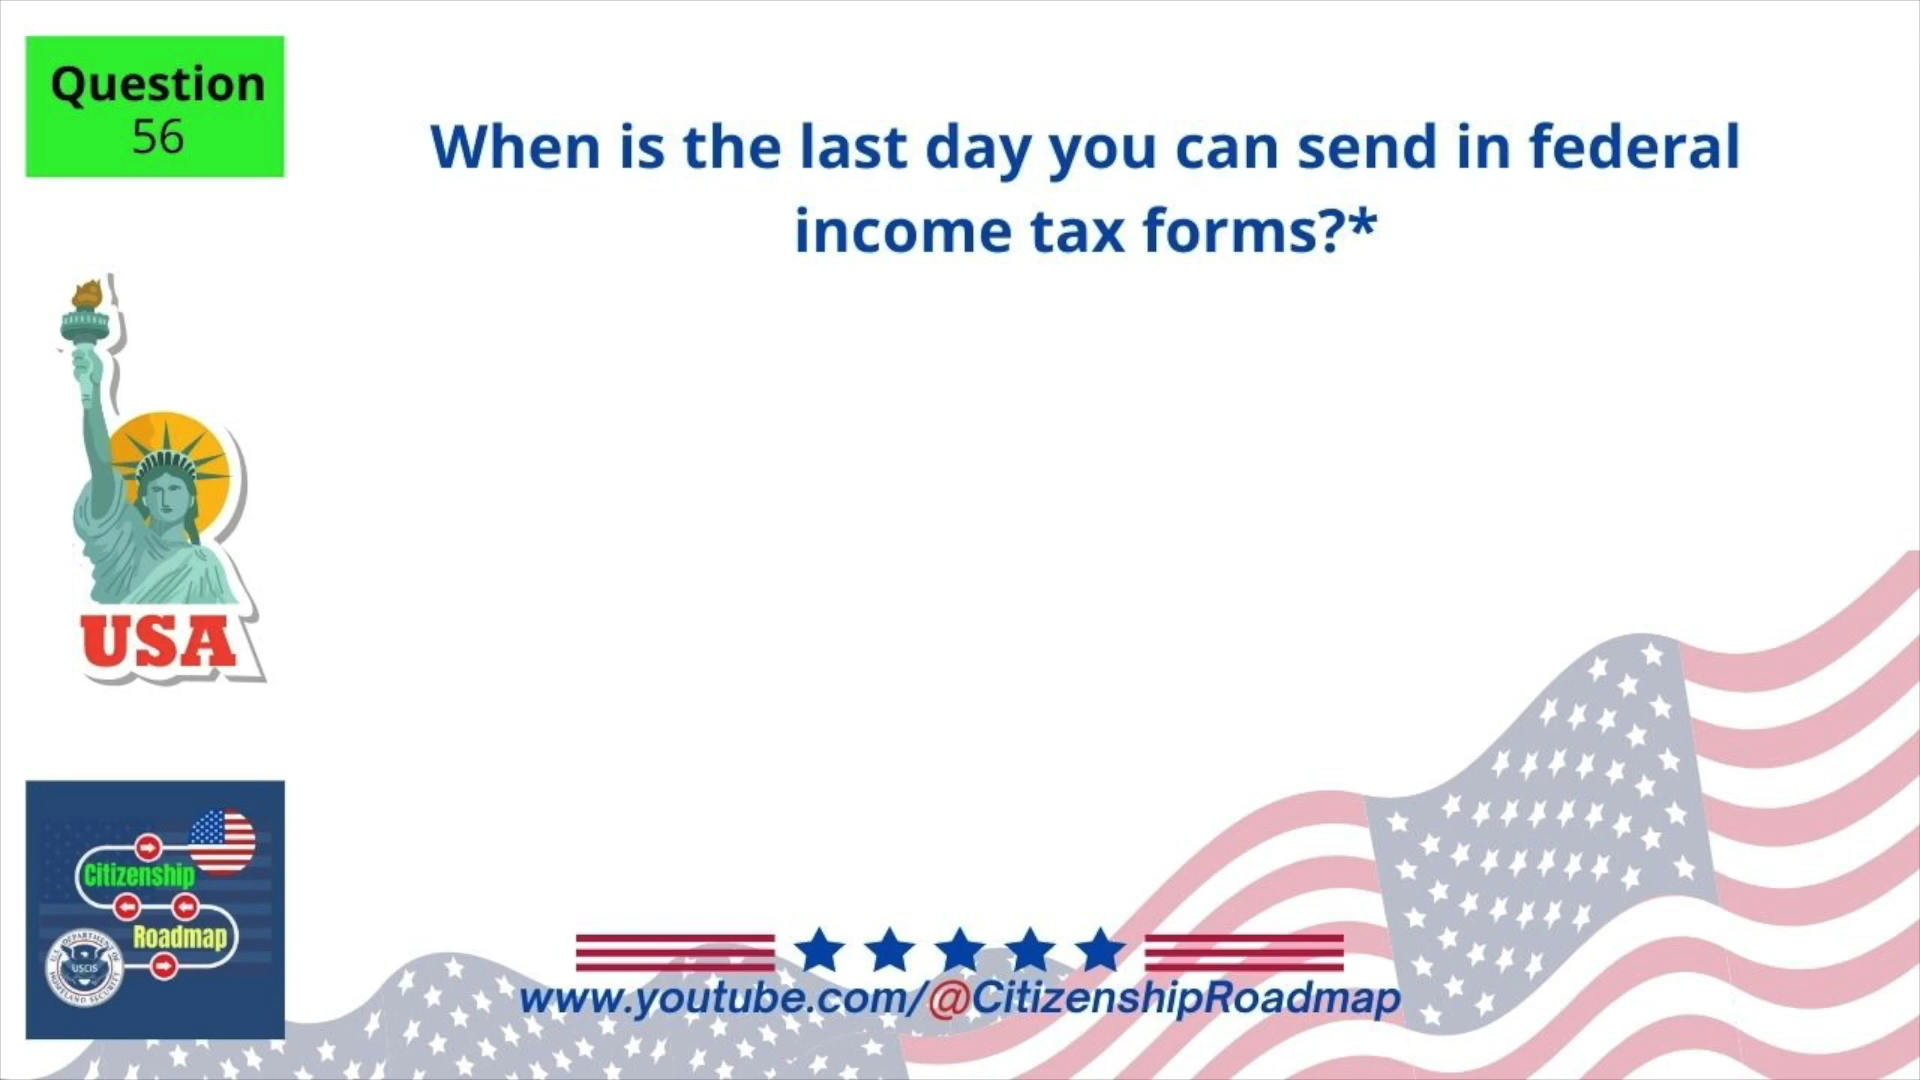 Question
56
When is the last day you can send in federal
income tax forms?*
USA
Citizenship
Roadmap
USCIS
www.youtube.com/@CitizenshipRoadmap